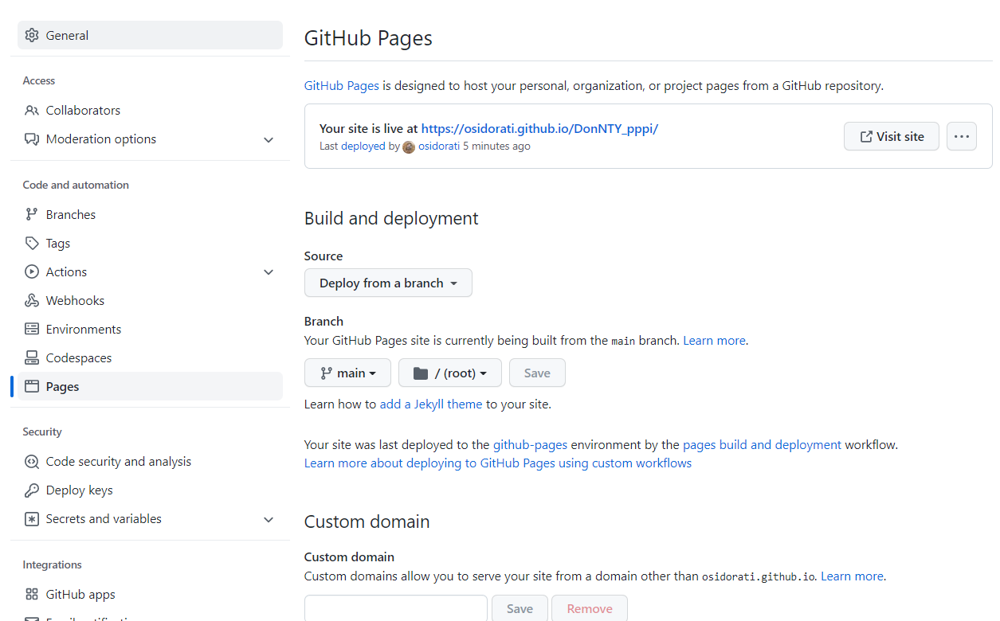 General
Access
Collaborators
Moderation options
Code and automation
Branches
Tags
Actions
Webhooks
Environments
Codespaces
Pages
Security
Code security and analysis
Deploy keys
Secrets and variables
Integrations
GitHub apps
GitHub Pages
GitHub Pages is designed to host your personal, organization, or project pages from a GitHub repository.
Your site is live at https://osidorati.github.io/DonNTY_pppi/
Last deployed by osidorati 5 minutes ago
Visit site
Build and deployment
Source
Deploy from a branch
Branch
Your GitHub Pages site is currently being built from the main branch. Learn more.
main / (root) Save
Learn how to add a Jekyll theme to your site.
Your site was last deployed to the github-pages environment by the pages build and deployment workflow.
Learn more about deploying to GitHub Pages using custom workflows
Custom domain
Custom domain
Custom domains allow you to serve your site from a domain other than osidorati.github.io. Learn more.
Save Remove